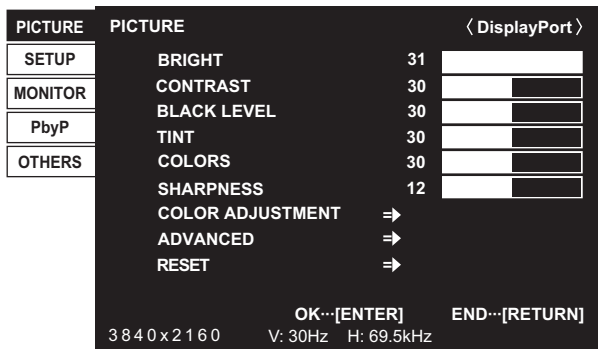 PICTURE
SETUP
MONITOR
PbyP
OTHERS
PICTURE 〈DisplayPort〉
BRIGHT 31
CONTRAST 30
BLACK LEVEL 30
TINT 30
COLORS 30
SHARPNESS 12
COLOR ADJUSTMENT
ADVANCED
RESET
OK···[ENTER] END···[RETURN]
3840x2160 V: 30Hz H: 69.5kHz